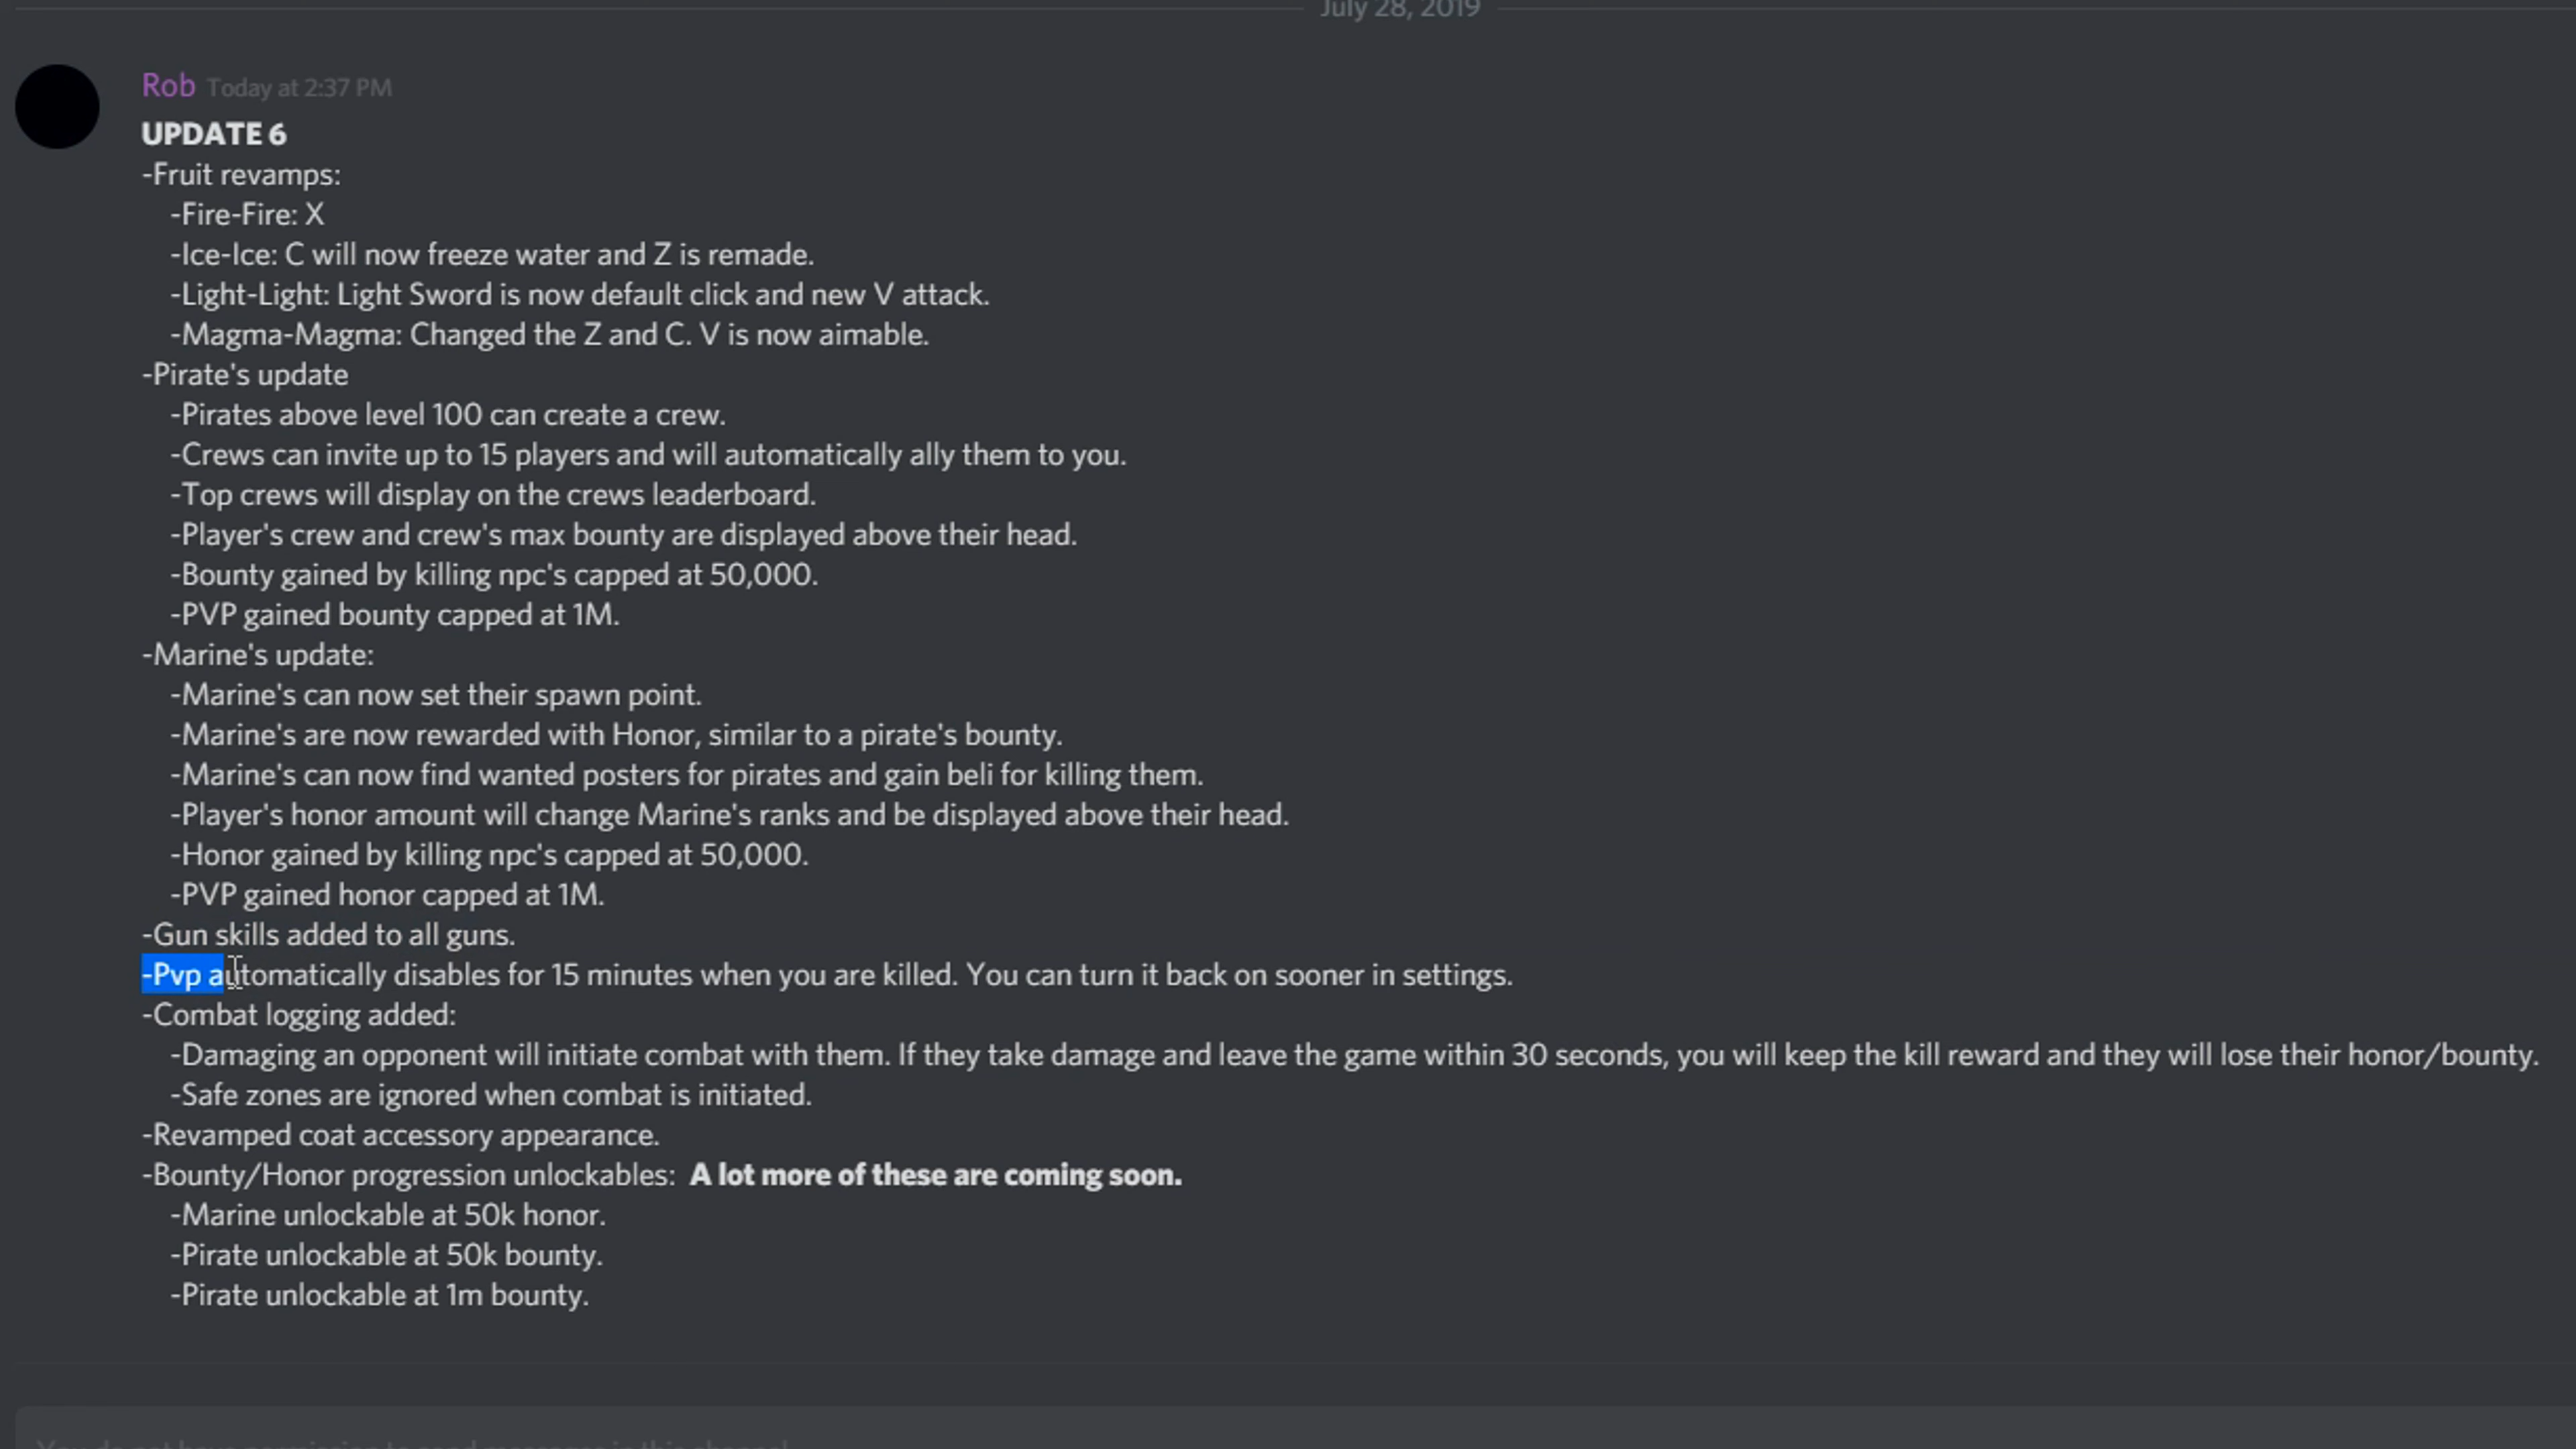 July 28, 2019
Rob Today at 2:37 PM
UPDATE 6
-Fruit revamps:
-Fire-Fire: X
-Ice-Ice: C will now freeze water and Z is remade.
-Light-Light: Light Sword is now default click and new V attack.
-Magma-Magma: Changed the Z and C. V is now aimable.
-Pirate's update
-Pirates above level 100 can create a crew.
-Crews can invite up to 15 players and will automatically ally them to you.
-Top crews will display on the crews leaderboard.
-Player's crew and crew's max bounty are displayed above their head.
-Bounty gained by killing npc's capped at 50,000.
-PVP gained bounty capped at 1M.
-Marine's update:
-Marine's can now set their spawn point.
-Marine's are now rewarded with Honor, similar to a pirate's bounty.
-Marine's can now find wanted posters for pirates and gain beli for killing them.
-Player's honor amount will change Marine's ranks and be displayed above their head.
-Honor gained by killing npc's capped at 50,000.
-PVP gained honor capped at 1M.
-Gun skills added to all guns.
-Pvp automatically disables for 15 minutes when you are killed. You can turn it back on sooner in settings.
-Combat logging added:
-Damaging an opponent will initiate combat with them. If they take damage and leave the game within 30 seconds, you will keep the kill reward and they will lose their honor/bounty.
-Safe zones are ignored when combat is initiated.
-Revamped coat accessory appearance.
-Bounty/Honor progression unlockables: A lot more of these are coming soon.
-Marine unlockable at 50k honor.
-Pirate unlockable at 50k bounty.
-Pirate unlockable at 1m bounty.